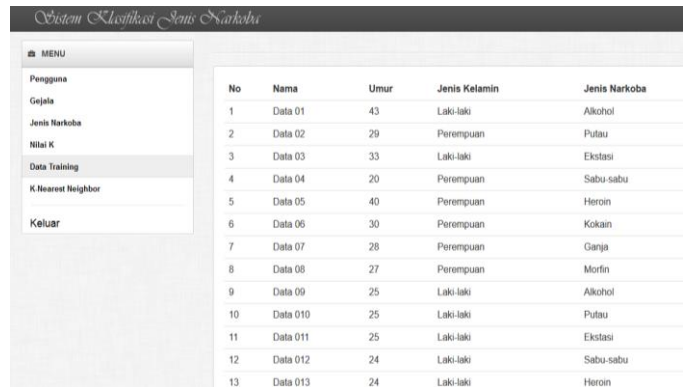 Sistem Klasifikasi Jenis Narkoba
MENU
Pengguna
Gejala
Jenis Narkoba
Nilai K
Data Training
K-Nearest Neighbor
Keluar
No Nama Umur Jenis Kelamin Jenis Narkoba
1 Data 01 43 Laki-laki Alkohol
2 Data 02 29 Perempuan Putau
3 Data 03 33 Laki-laki Ekstasi
4 Data 04 20 Perempuan Sabu-sabu
5 Data 05 40 Perempuan Heroin
6 Data 06 30 Perempuan Kokain
7 Data 07 28 Perempuan Ganja
8 Data 08 27 Perempuan Morfin
9 Data 09 25 Laki-laki Alkohol
10 Data 010 25 Laki-laki Putau
11 Data 011 25 Laki-laki Ekstasi
12 Data 012 24 Laki-laki Sabu-sabu
13 Data 013 24 Laki-laki Heroin